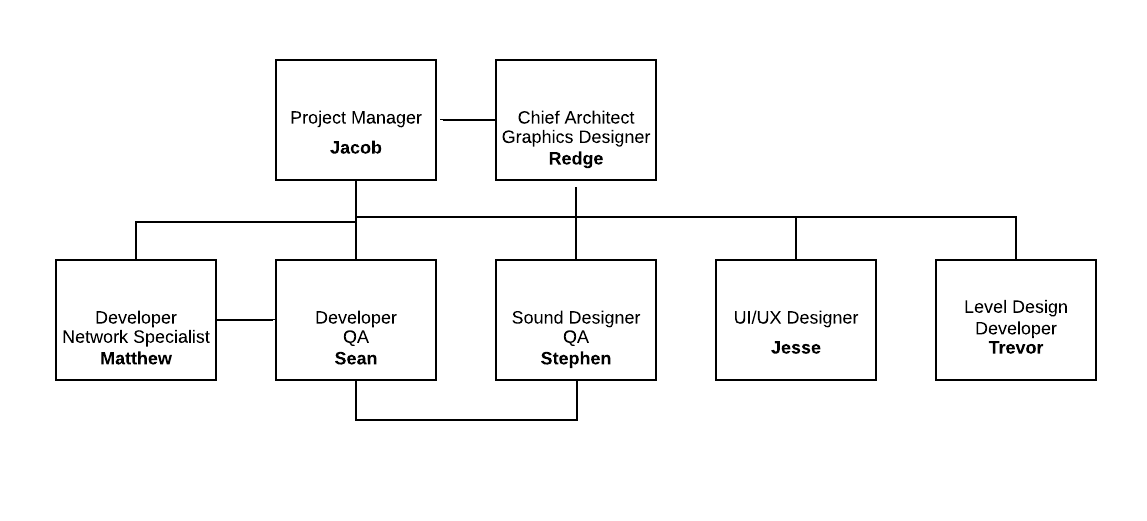 Project Manager
Jacob
Chief Architect
Graphics Designer
Redge
Developer
Network Specialist
Matthew
Developer
QA
Sean
Sound Designer
QA
Stephen
UI/UX Designer
Jesse
Level Design
Developer
Trevor